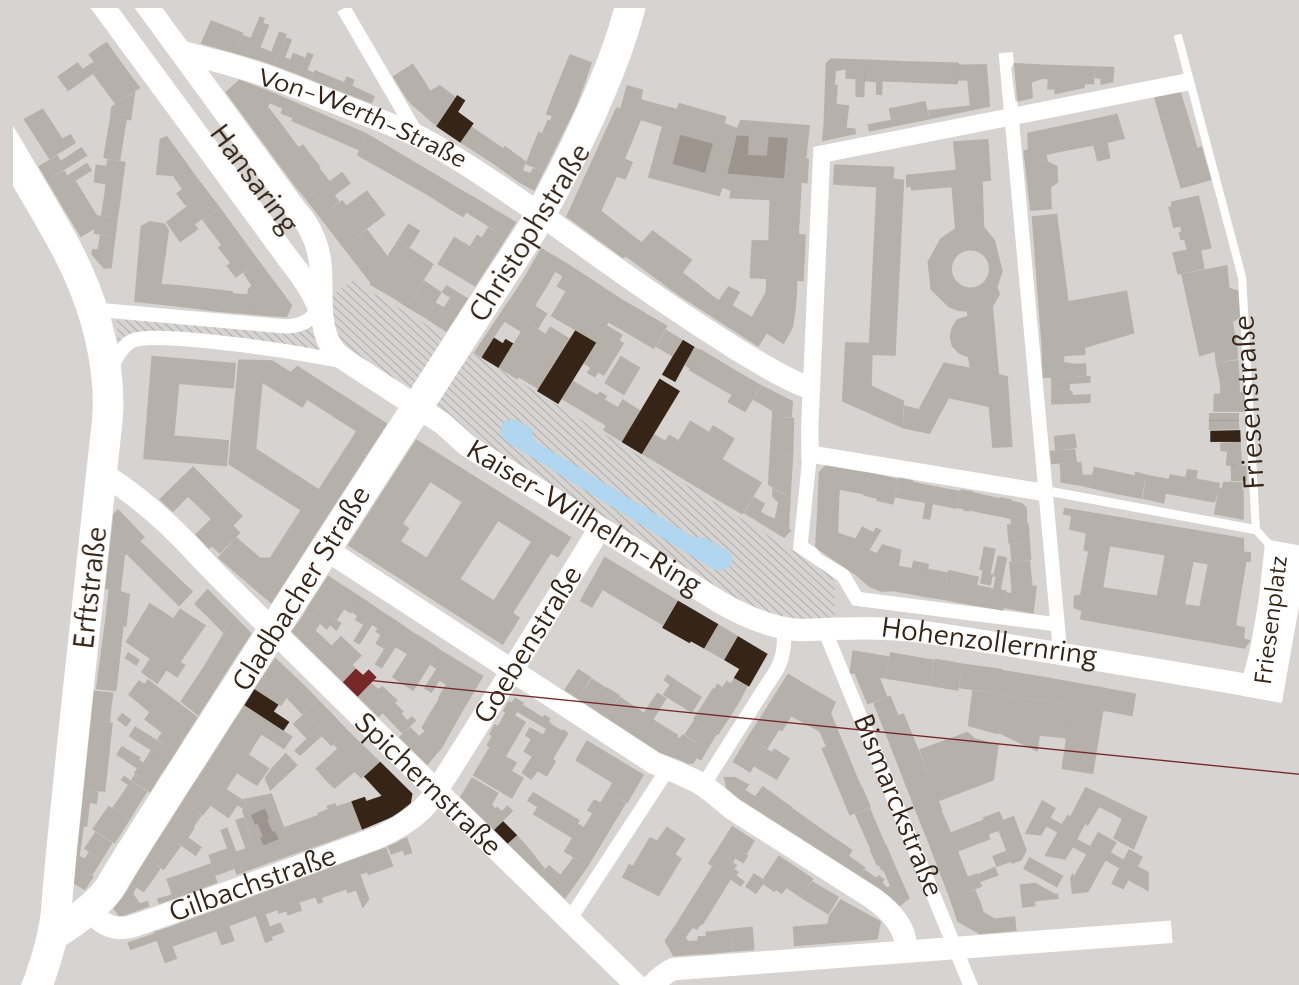 Von-Werth-Straße
Hansaring
Christophstraße
Friesenstraße
Kaiser-Wilhelm-Ring
Erftstraße
Gladbacher Straße
Goebenstraße
Hohenzollernring
Friesenplatz
Spichernstraße
Bismarckstraße
Gilbachstraße